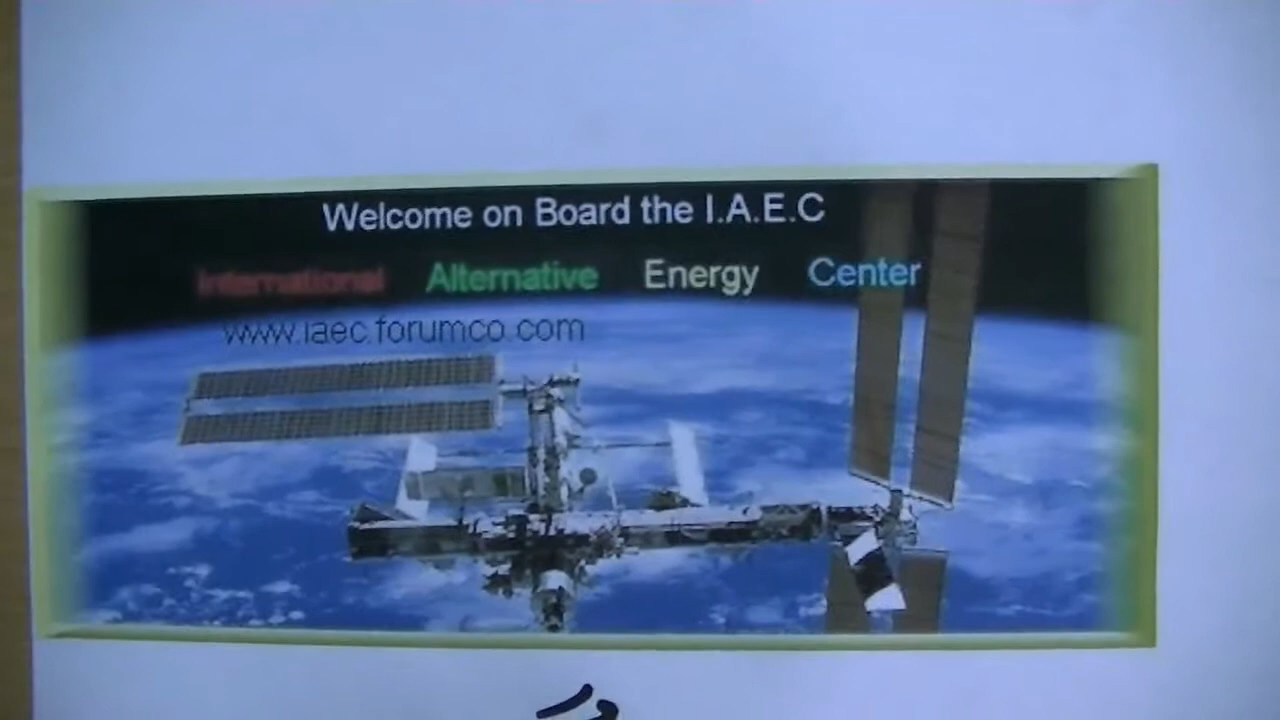 Welcome on Board the I.A.E.C
International Alternative Energy Center
www.iaec.forumco.com